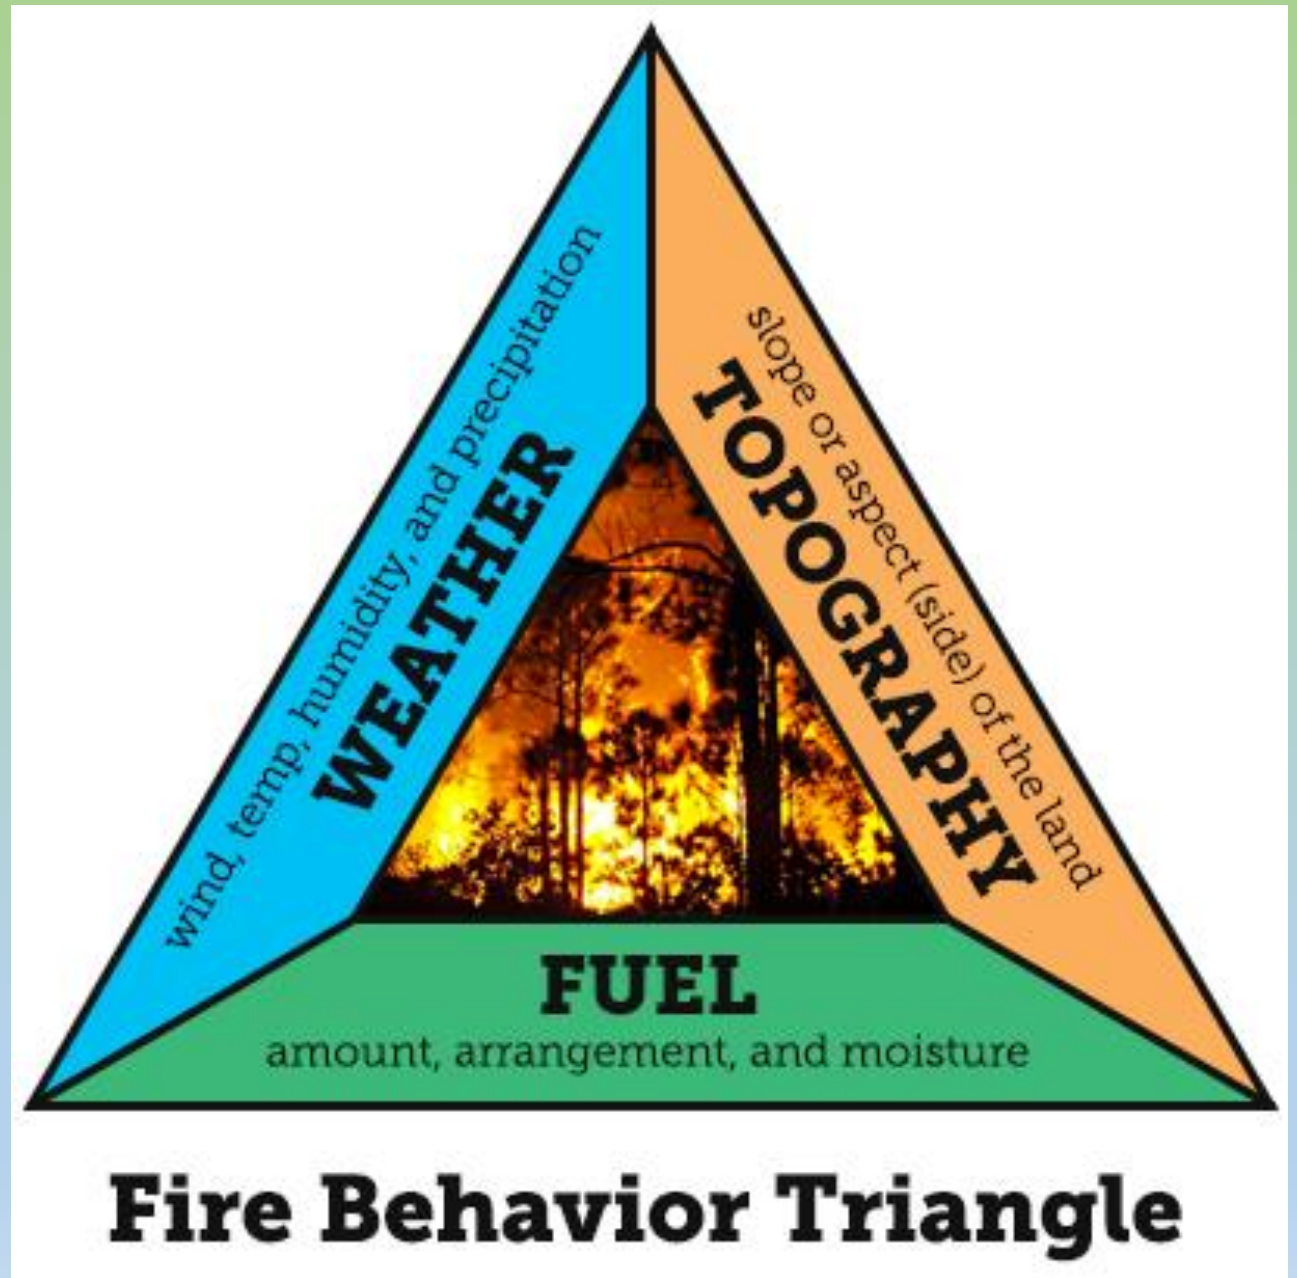 wind, temp, humidity, and precipitation
WEATHER
slope or aspect (side) of the land
TOPOGRAPHY
FUEL
amount, arrangement, and moisture
Fire Behavior Triangle